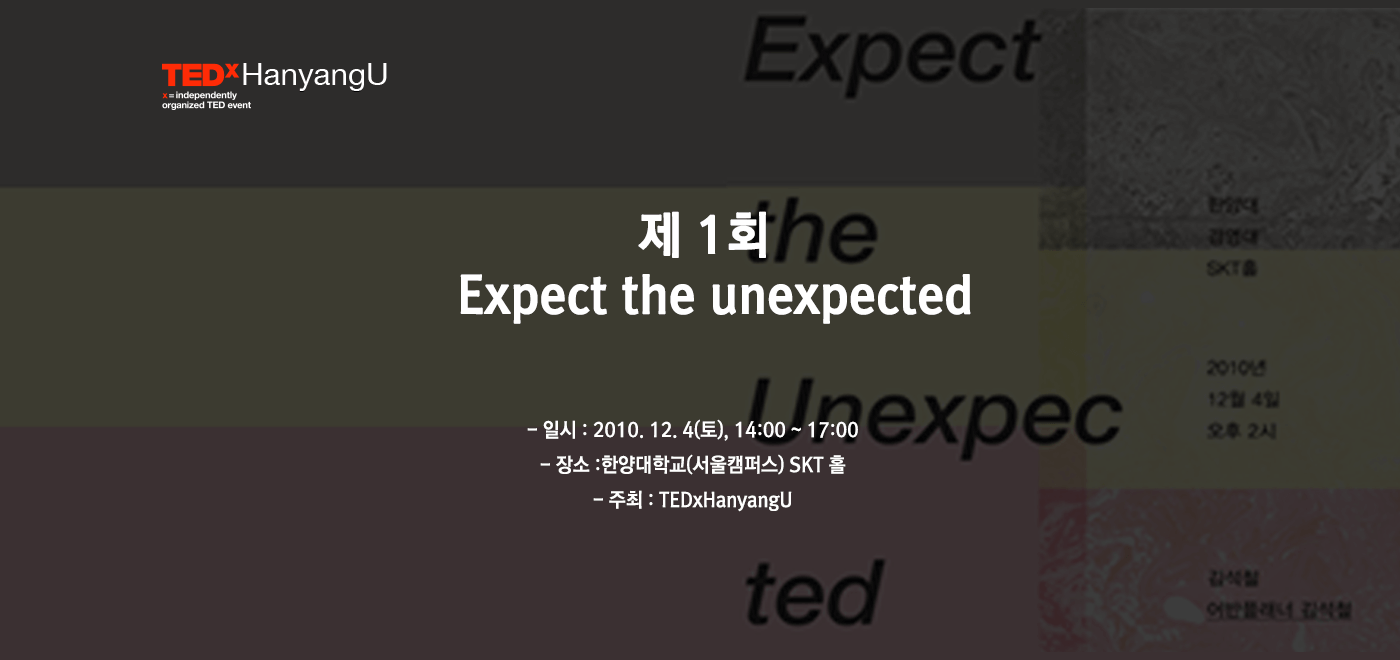 TEDxHanyangU
x = independently
organized TED event
제 1회
Expect the unexpected
- 일시 : 2010. 12. 4(토), 14:00 ~ 17:00
- 장소 :한양대학교(서울캠퍼스) SKT 홀
- 주최 : TEDxHanyangU
Expect
the
Unexpec
ted
한양대
경영대
SKT홀
2010년
12월 4일
오후 2시
김석철
어반플래너 김석철